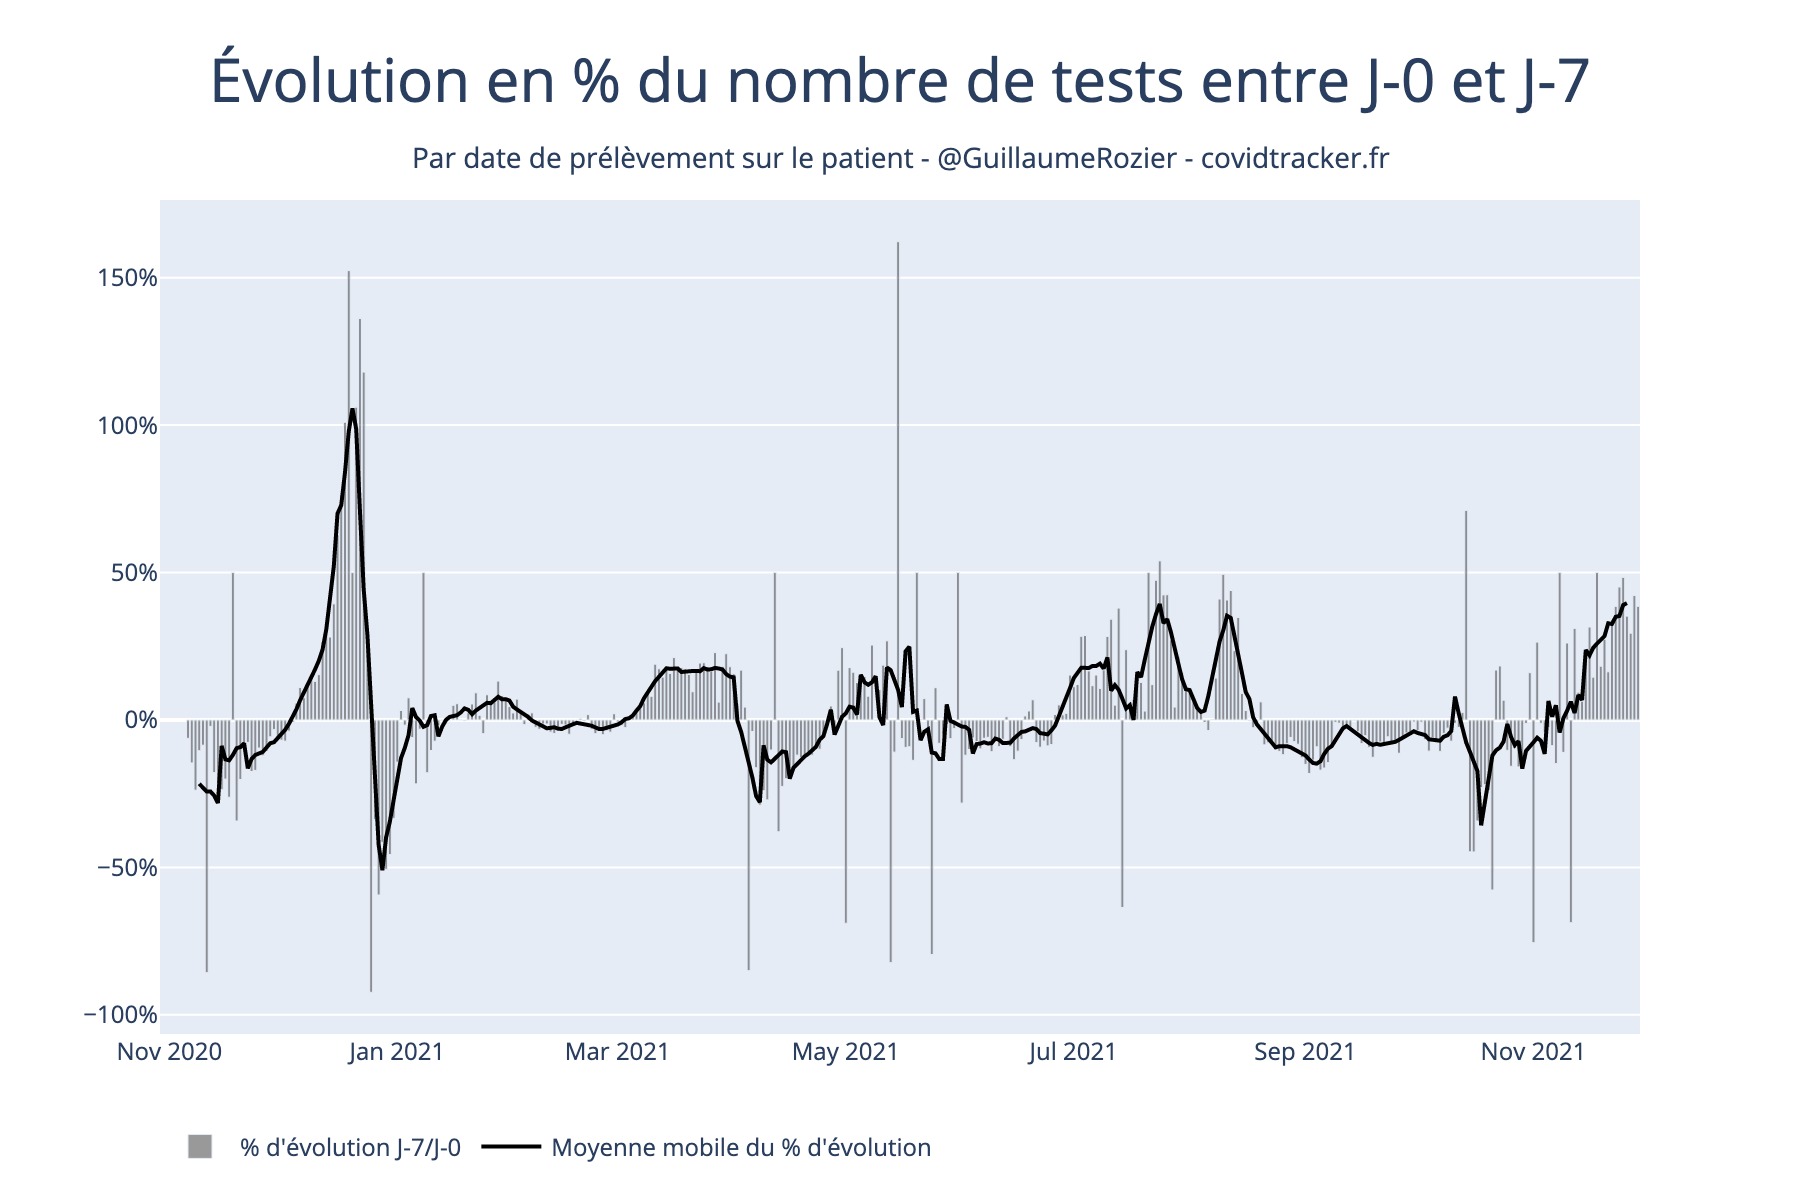 Évolution en % du nombre de tests entre J-0 et J-7
Par date de prélèvement sur le patient - @GuillaumeRozier - covidtracker.fr
150%
100%
50%
0%
−50%
−100%
Nov 2020 Jan 2021 Mar 2021 May 2021 Jul 2021 Sep 2021 Nov 2021
% d'évolution J-7/J-0 Moyenne mobile du % d'évolution